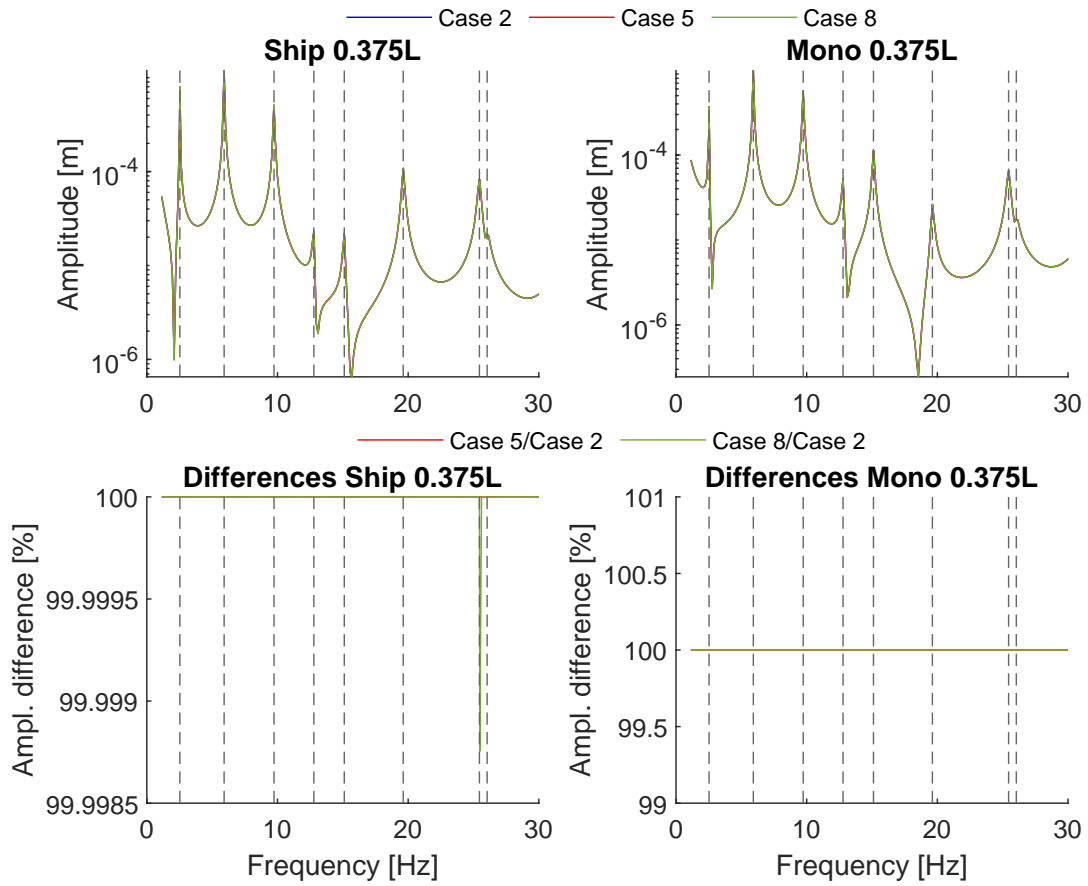 Case 2 Case 5 Case 8
Ship 0.375L
Mono 0.375L
Amplitude [m]
10^-4
10^-6
0 10 20 30
Amplitude [m]
10^-4
10^-6
0 10 20 30
Case 5/Case 2 Case 8/Case 2
Differences Ship 0.375L
Differences Mono 0.375L
Ampl. difference [%]
100
99.9995
99.999
99.9985
0 10 20 30
Frequency [Hz]
Ampl. difference [%]
101
100.5
100
99.5
99
0 10 20 30
Frequency [Hz]